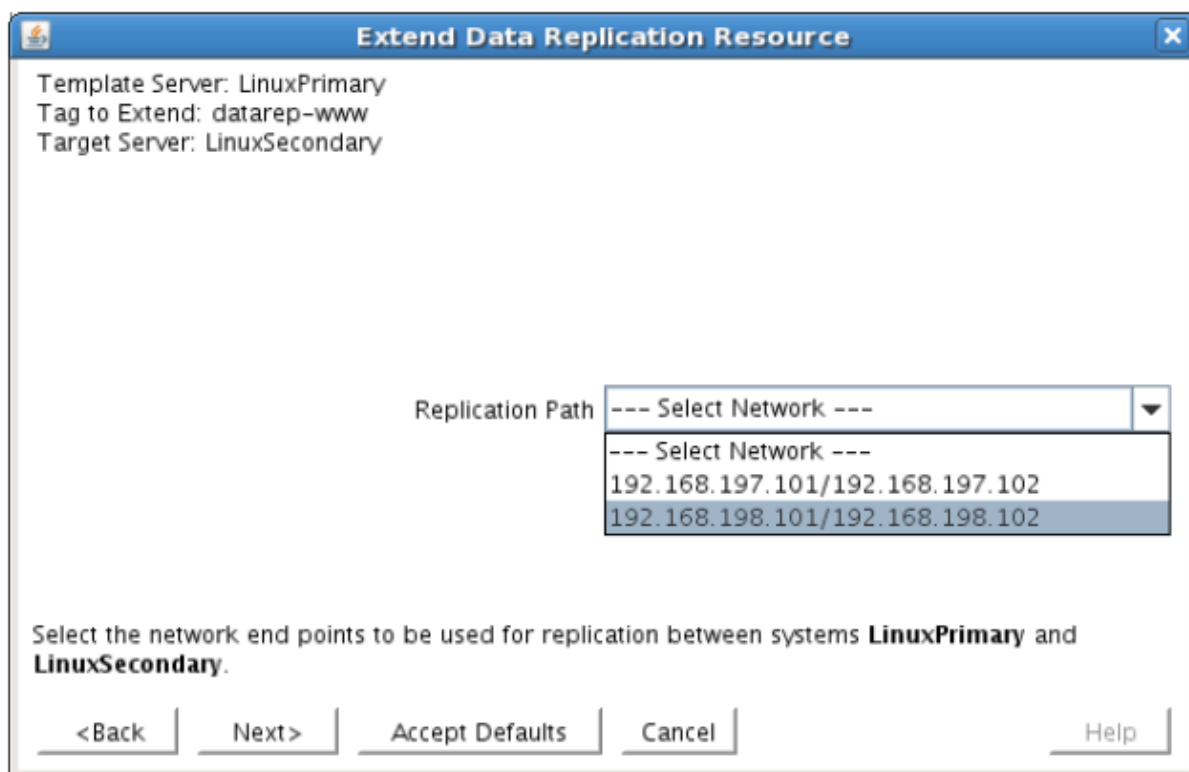 Extend Data Replication Resource
Template Server: LinuxPrimary
Tag to Extend: datarep-www
Target Server: LinuxSecondary
Replication Path --- Select Network ---
--- Select Network ---
192.168.197.101/192.168.197.102
192.168.198.101/192.168.198.102
Select the network end points to be used for replication between systems LinuxPrimary and
LinuxSecondary.
<Back Next> Accept Defaults Cancel Help